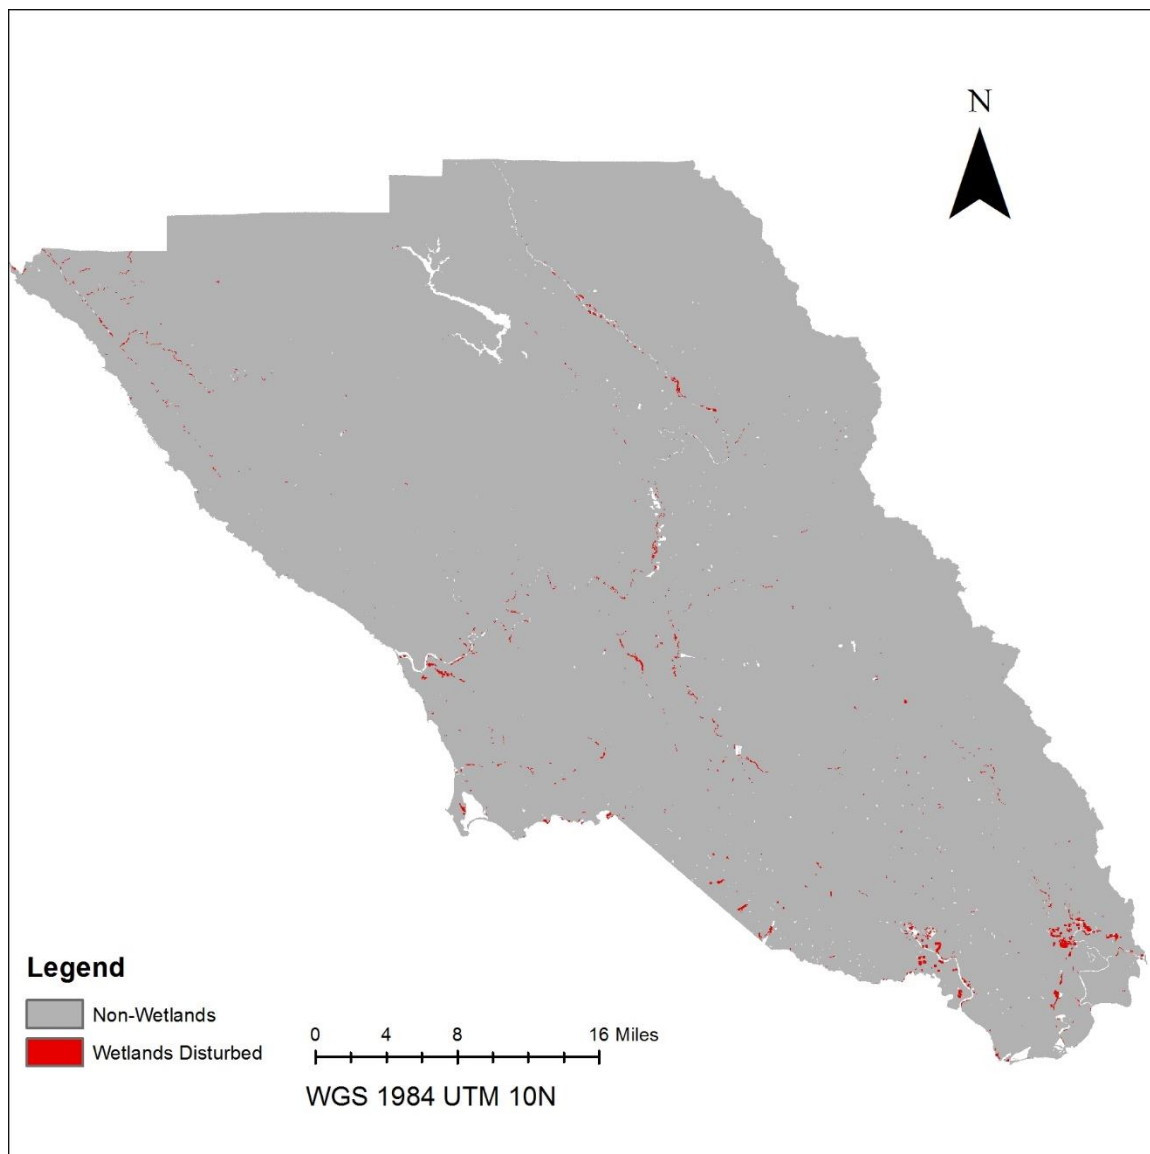 N
Legend
Non-Wetlands
Wetlands Disturbed
0 4 8 16 Miles
WGS 1984 UTM 10N